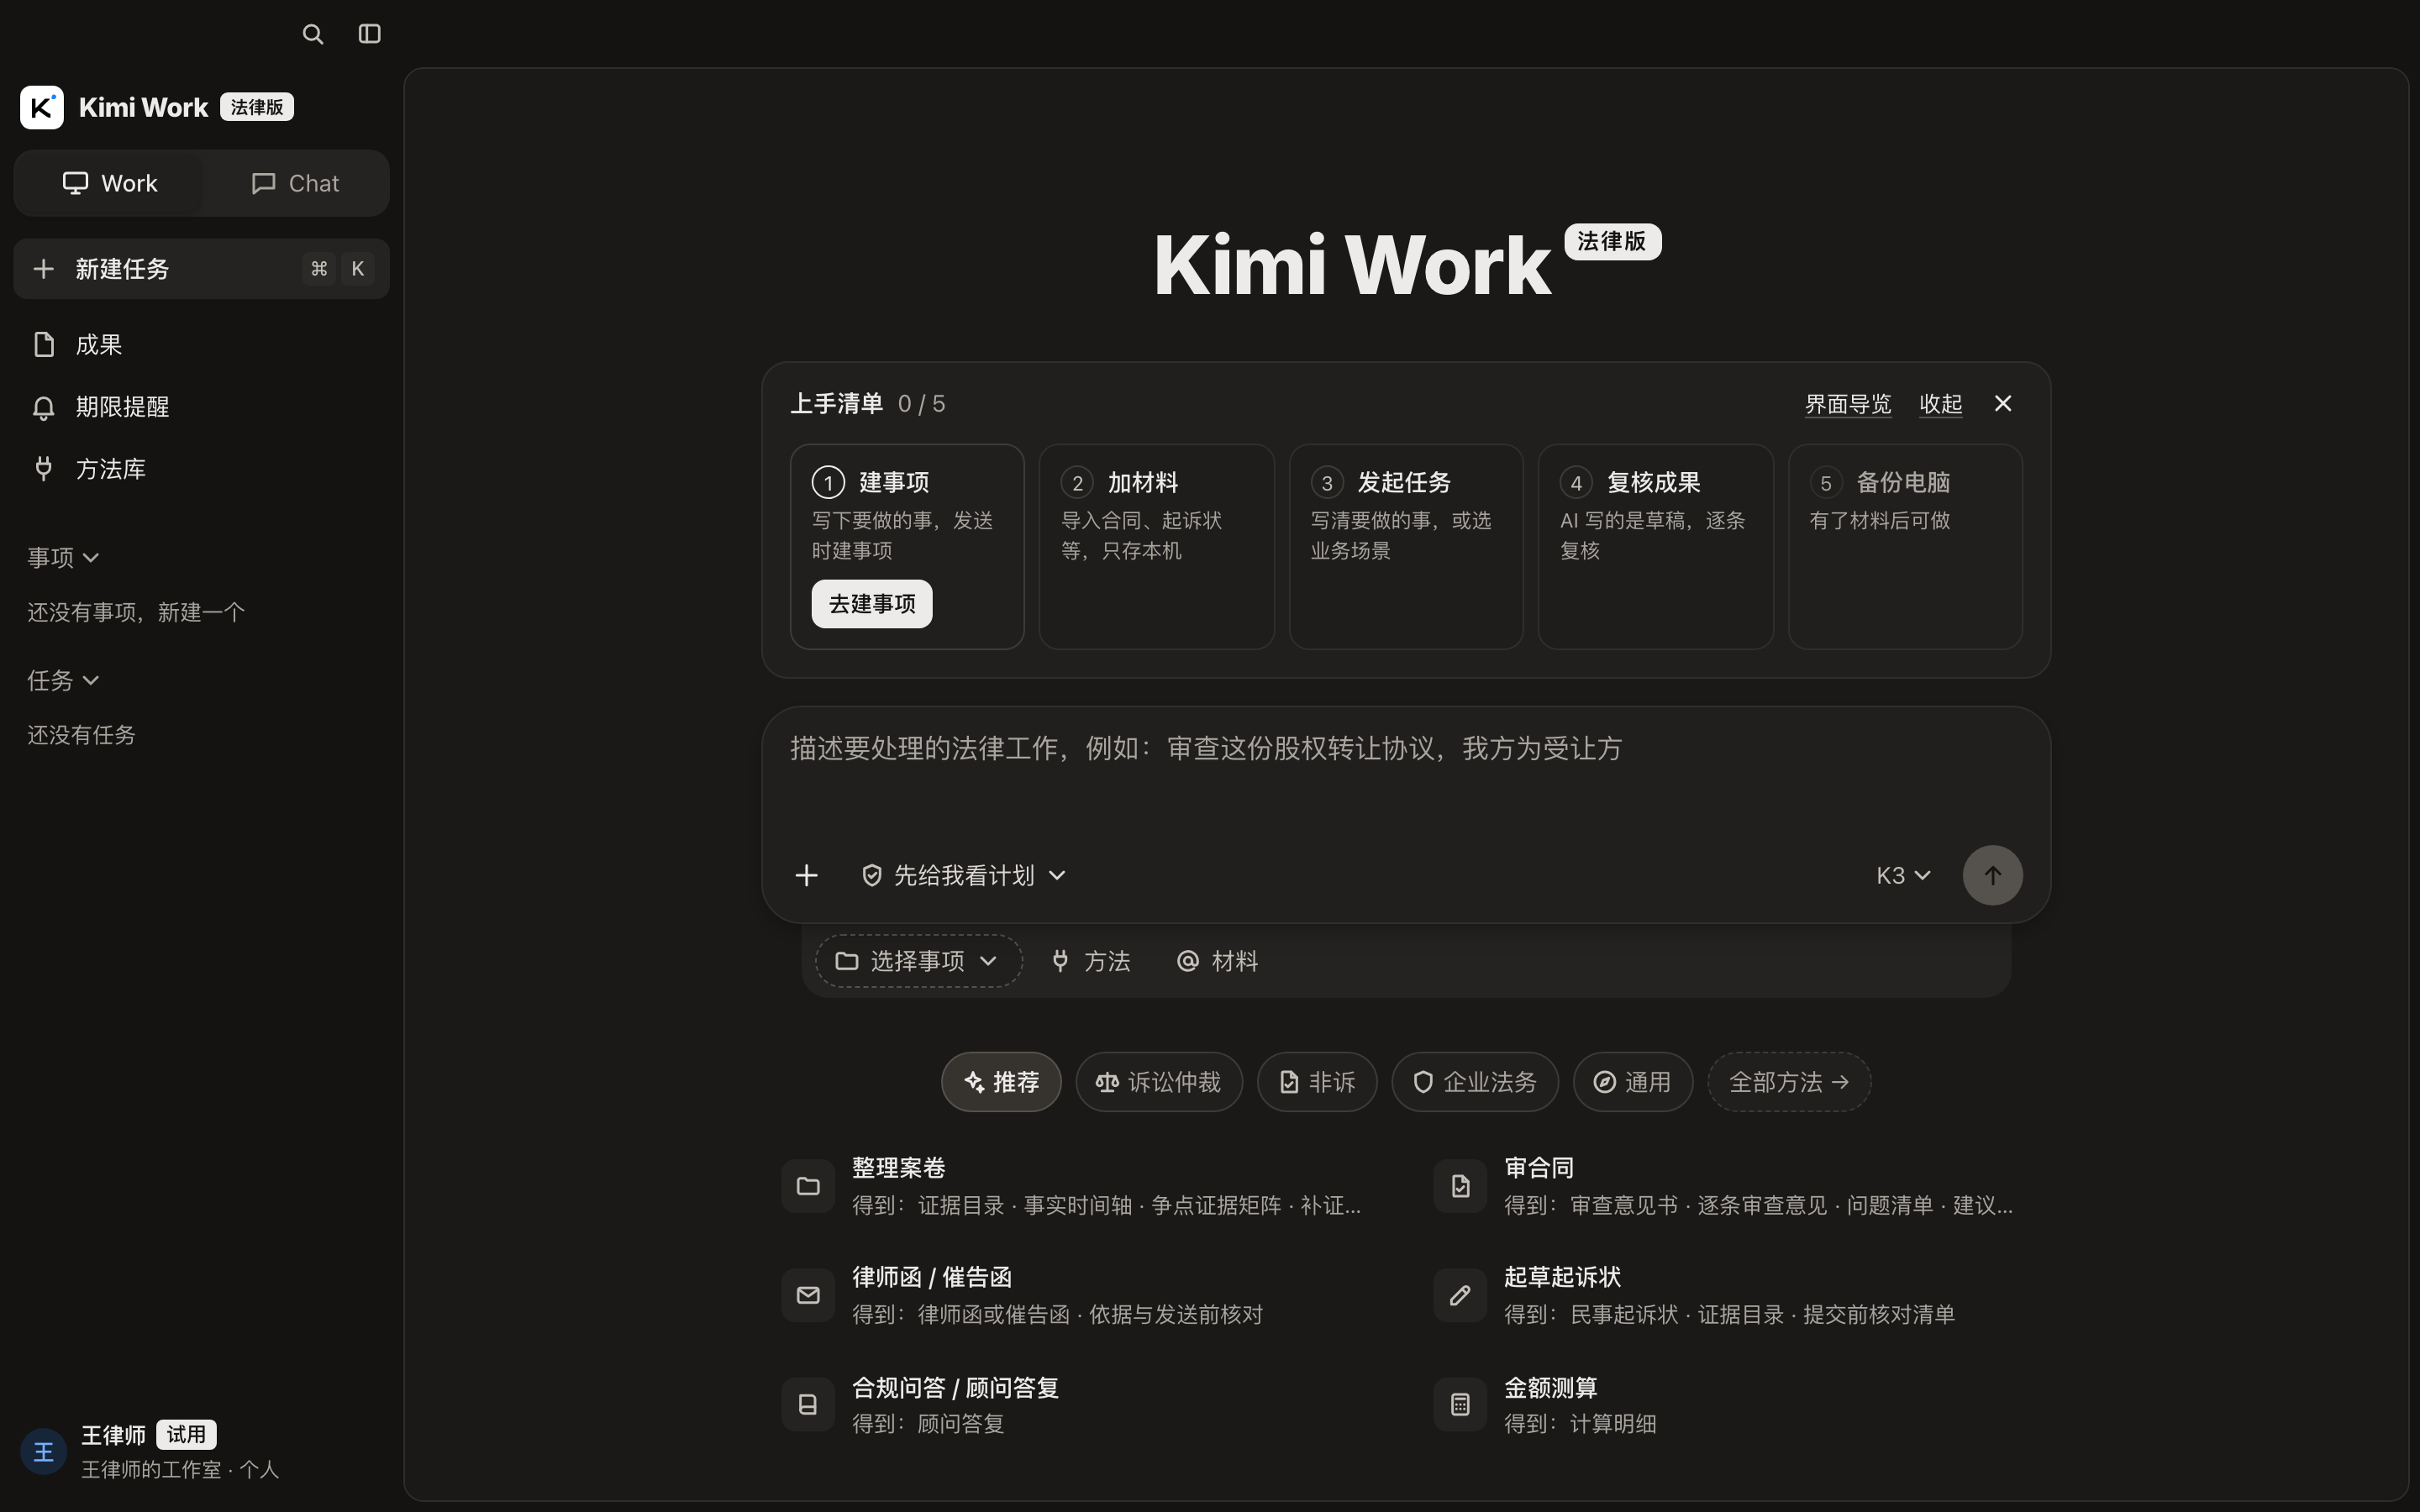 Kimi Work 法律版
Work
Chat
新建任务 ⌘ K
成果
期限提醒
方法库
事项
还没有事项，新建一个
任务
还没有任务
王
王律师 试用
王律师的工作室 · 个人
Kimi Work 法律版
上手清单 0 / 5
界面导览 收起
1 建事项
写下要做的事，发送
时建事项
去建事项
2 加材料
导入合同、起诉状
等，只存本机
3 发起任务
写清要做的事，或选
业务场景
4 复核成果
AI 写的是草稿，逐条
复核
5 备份电脑
有了材料后可做
描述要处理的法律工作，例如：审查这份股权转让协议，我方为受让方
先给我看计划
K3
选择事项 方法 材料
推荐 诉讼仲裁 非诉 企业法务 通用 全部方法 →
整理案卷
得到：证据目录 · 事实时间轴 · 争点证据矩阵 · 补证...
审合同
得到：审查意见书 · 逐条审查意见 · 问题清单 · 建议...
律师函 / 催告函
得到：律师函或催告函 · 依据与发送前核对
起草起诉状
得到：民事起诉状 · 证据目录 · 提交前核对清单
合规问答 / 顾问答复
得到：顾问答复
金额测算
得到：计算明细